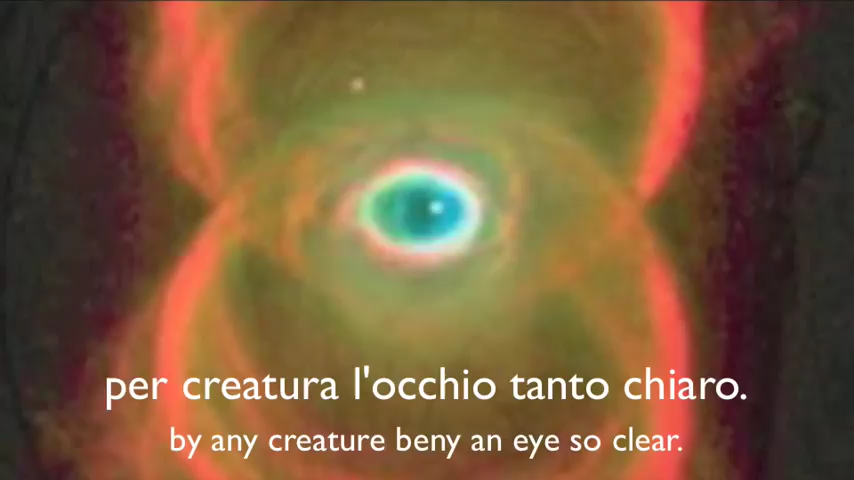 per creatura l'occhio tanto chiaro.
by any creature beny an eye so clear.